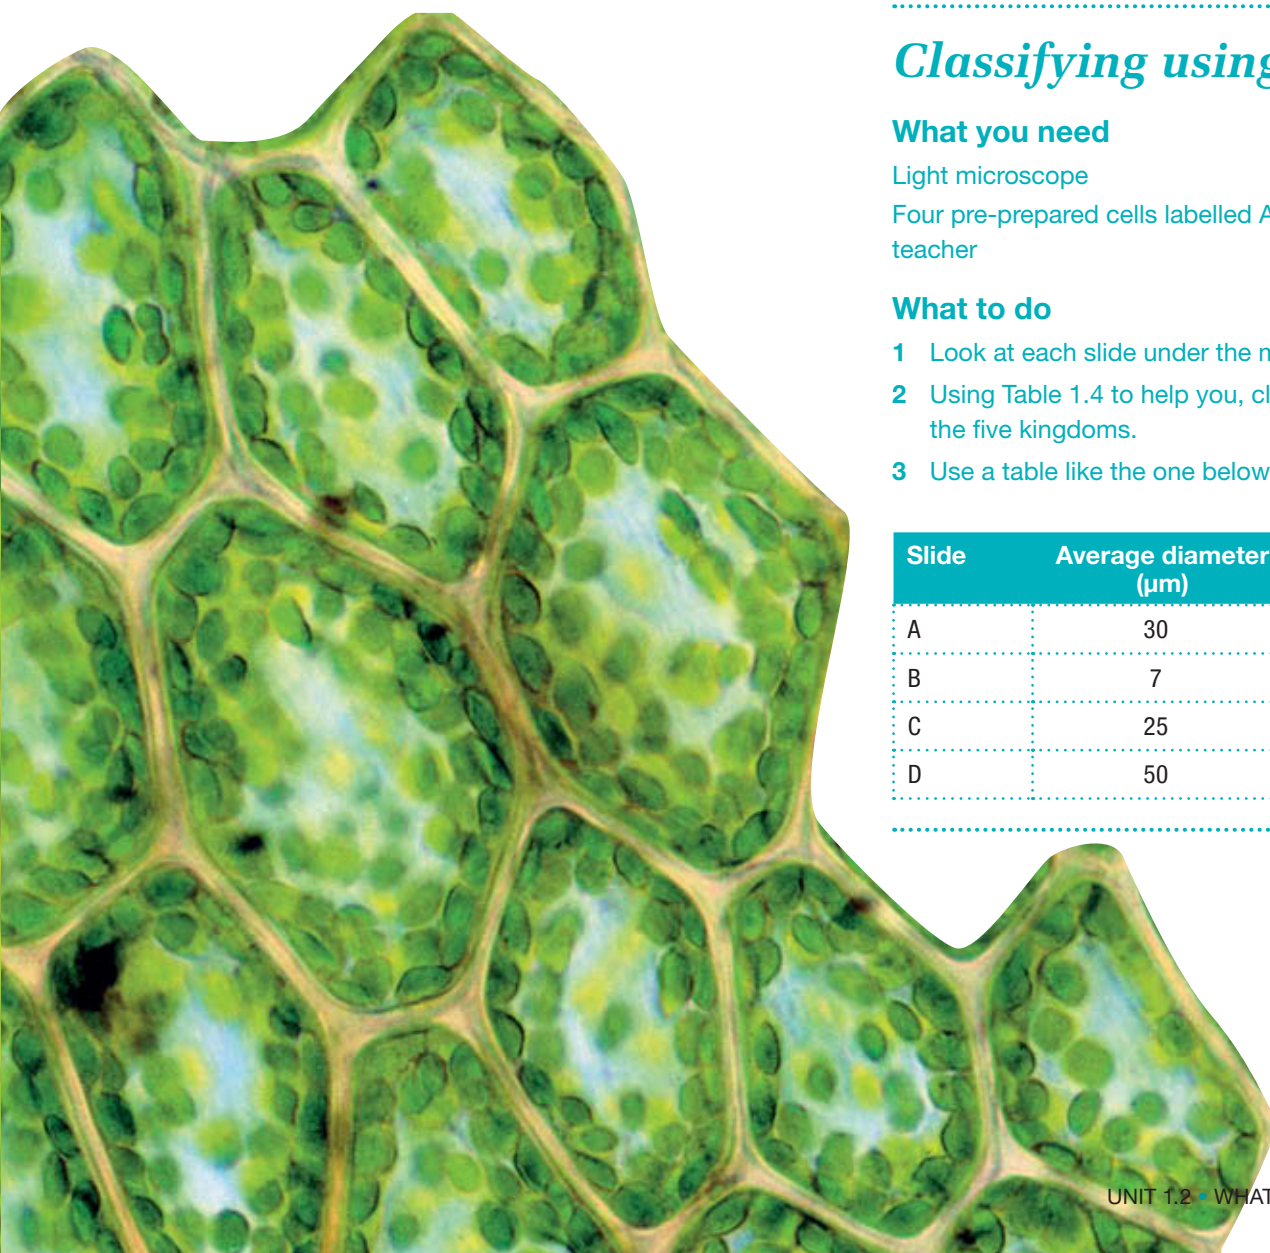 Classifying using
What you need
Light microscope
Four pre-prepared cells labelled A
teacher
What to do
1 Look at each slide under the m
2 Using Table 1.4 to help you, cl
the five kingdoms.
3 Use a table like the one below
Slide Average diameter
(µm)
A 30
B 7
C 25
D 50
UNIT 1.2 • WHAT